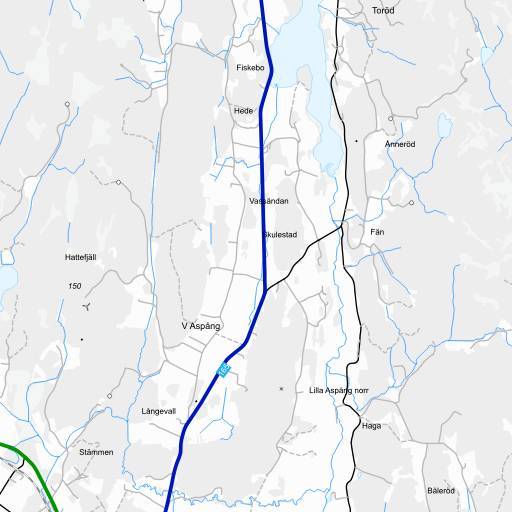 Toröd
Fiskebo
Hede
Anneröd
Vassändan
Skulestad
Fän
Hattefjäll
150
V Aspäng
Lilla Aspäng norr
Långevall
Haga
Stämmen
Bäleröd